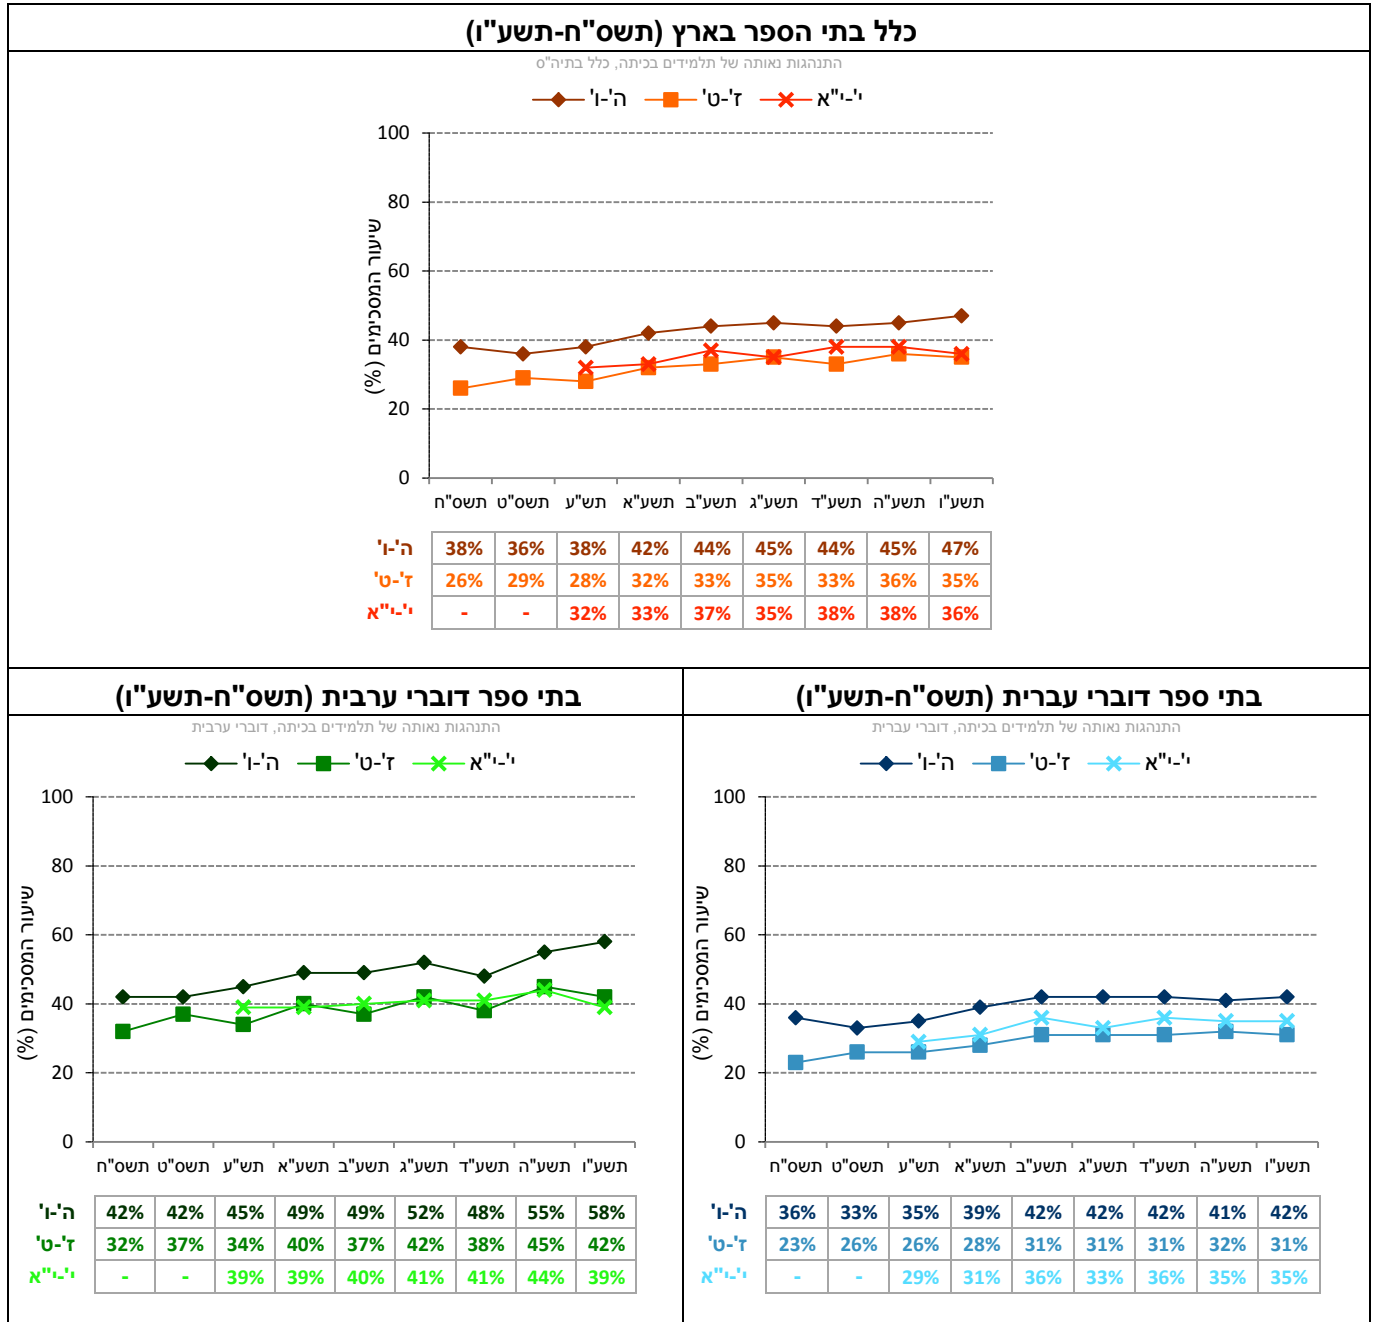 כלל בתי הספר בארץ (תשס"ח-תשע"ו)
התנהגות נאותה של תלמידים בכיתה, כלל בתיה"ס
ה'-ו' ז'-ט' י'-י"א
שיעור המסכימים (%)
100
80
60
40
20
0
תשס"ח תשס"ט תש"ע תשע"א תשע"ב תשע"ג תשע"ד תשע"ה תשע"ו
ה'-ו' 38% 36% 38% 42% 44% 45% 44% 45% 47%
ז'-ט' 26% 29% 28% 32% 33% 35% 33% 36% 35%
י'-י"א - - 32% 33% 37% 35% 38% 38% 36%
בתי ספר דוברי עברית (תשס"ח-תשע"ו)
התנהגות נאותה של תלמידים בכיתה, דוברי עברית
ה'-ו' ז'-ט' י'-י"א
שיעור המסכימים (%)
100
80
60
40
20
0
תשס"ח תשס"ט תש"ע תשע"א תשע"ב תשע"ג תשע"ד תשע"ה תשע"ו
ה'-ו' 36% 33% 35% 39% 42% 42% 42% 41% 42%
ז'-ט' 23% 26% 26% 28% 31% 31% 31% 32% 31%
י'-י"א - - 29% 31% 36% 33% 36% 35% 35%
בתי ספר דוברי ערבית (תשס"ח-תשע"ו)
התנהגות נאותה של תלמידים בכיתה, דוברי ערבית
ה'-ו' ז'-ט' י'-י"א
שיעור המסכימים (%)
100
80
60
40
20
0
תשס"ח תשס"ט תש"ע תשע"א תשע"ב תשע"ג תשע"ד תשע"ה תשע"ו
ה'-ו' 42% 42% 45% 49% 49% 52% 48% 55% 58%
ז'-ט' 32% 37% 34% 40% 37% 42% 38% 45% 42%
י'-י"א - - 39% 39% 40% 41% 41% 44% 39%